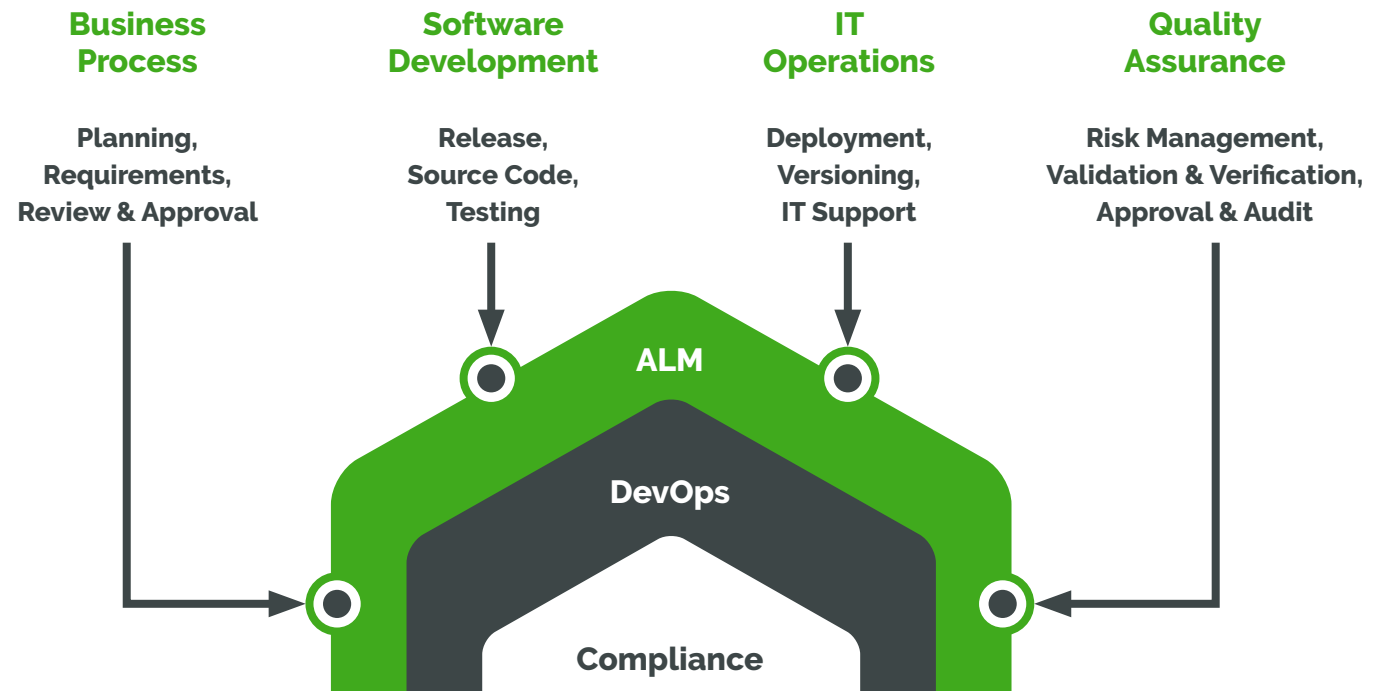 Business
Process
Planning,
Requirements,
Review & Approval
Software
Development
Release,
Source Code,
Testing
IT
Operations
Deployment,
Versioning,
IT Support
Quality
Assurance
Risk Management,
Validation & Verification,
Approval & Audit
ALM
DevOps
Compliance